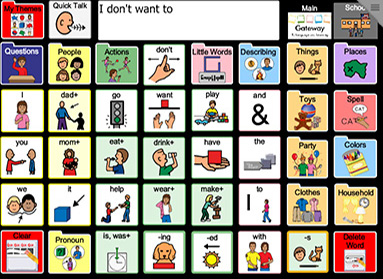 My Themes Quick Talk I don't want to Main School
Gateway
Questions People Actions don't Little Words Describing Things Places
I dad+ go want play and Toys Spell
&
CAT
you mom+ eat+ drink+ have the Party Colors
we it help wear+ make+ to Clothes Household
Clear Pronoun is, was+ -ing -ed with -s Delete Word